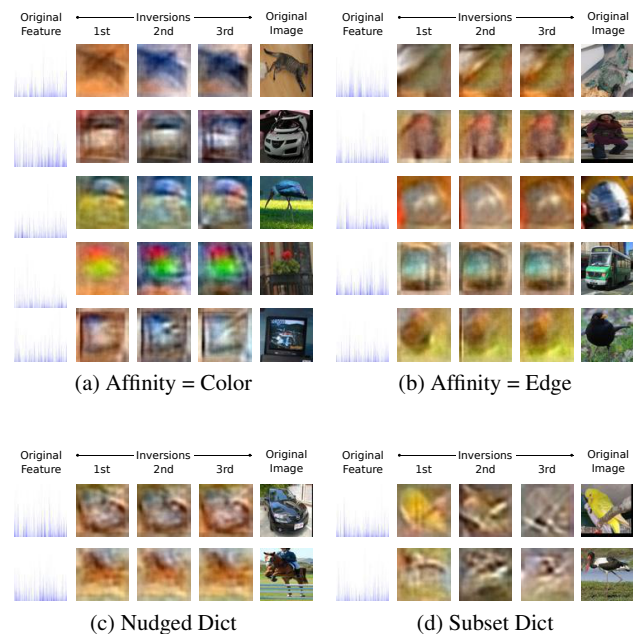 Original Feature
Inversions
1st 2nd 3rd
Original Image
(a) Affinity = Color
Original Feature
Inversions
1st 2nd 3rd
Original Image
(b) Affinity = Edge
Original Feature
Inversions
1st 2nd 3rd
Original Image
(c) Nudged Dict
Original Feature
Inversions
1st 2nd 3rd
Original Image
(d) Subset Dict